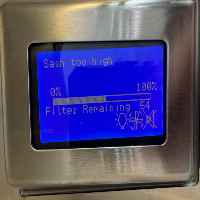 Sash too high
0% 100%
Filter Remaining 54